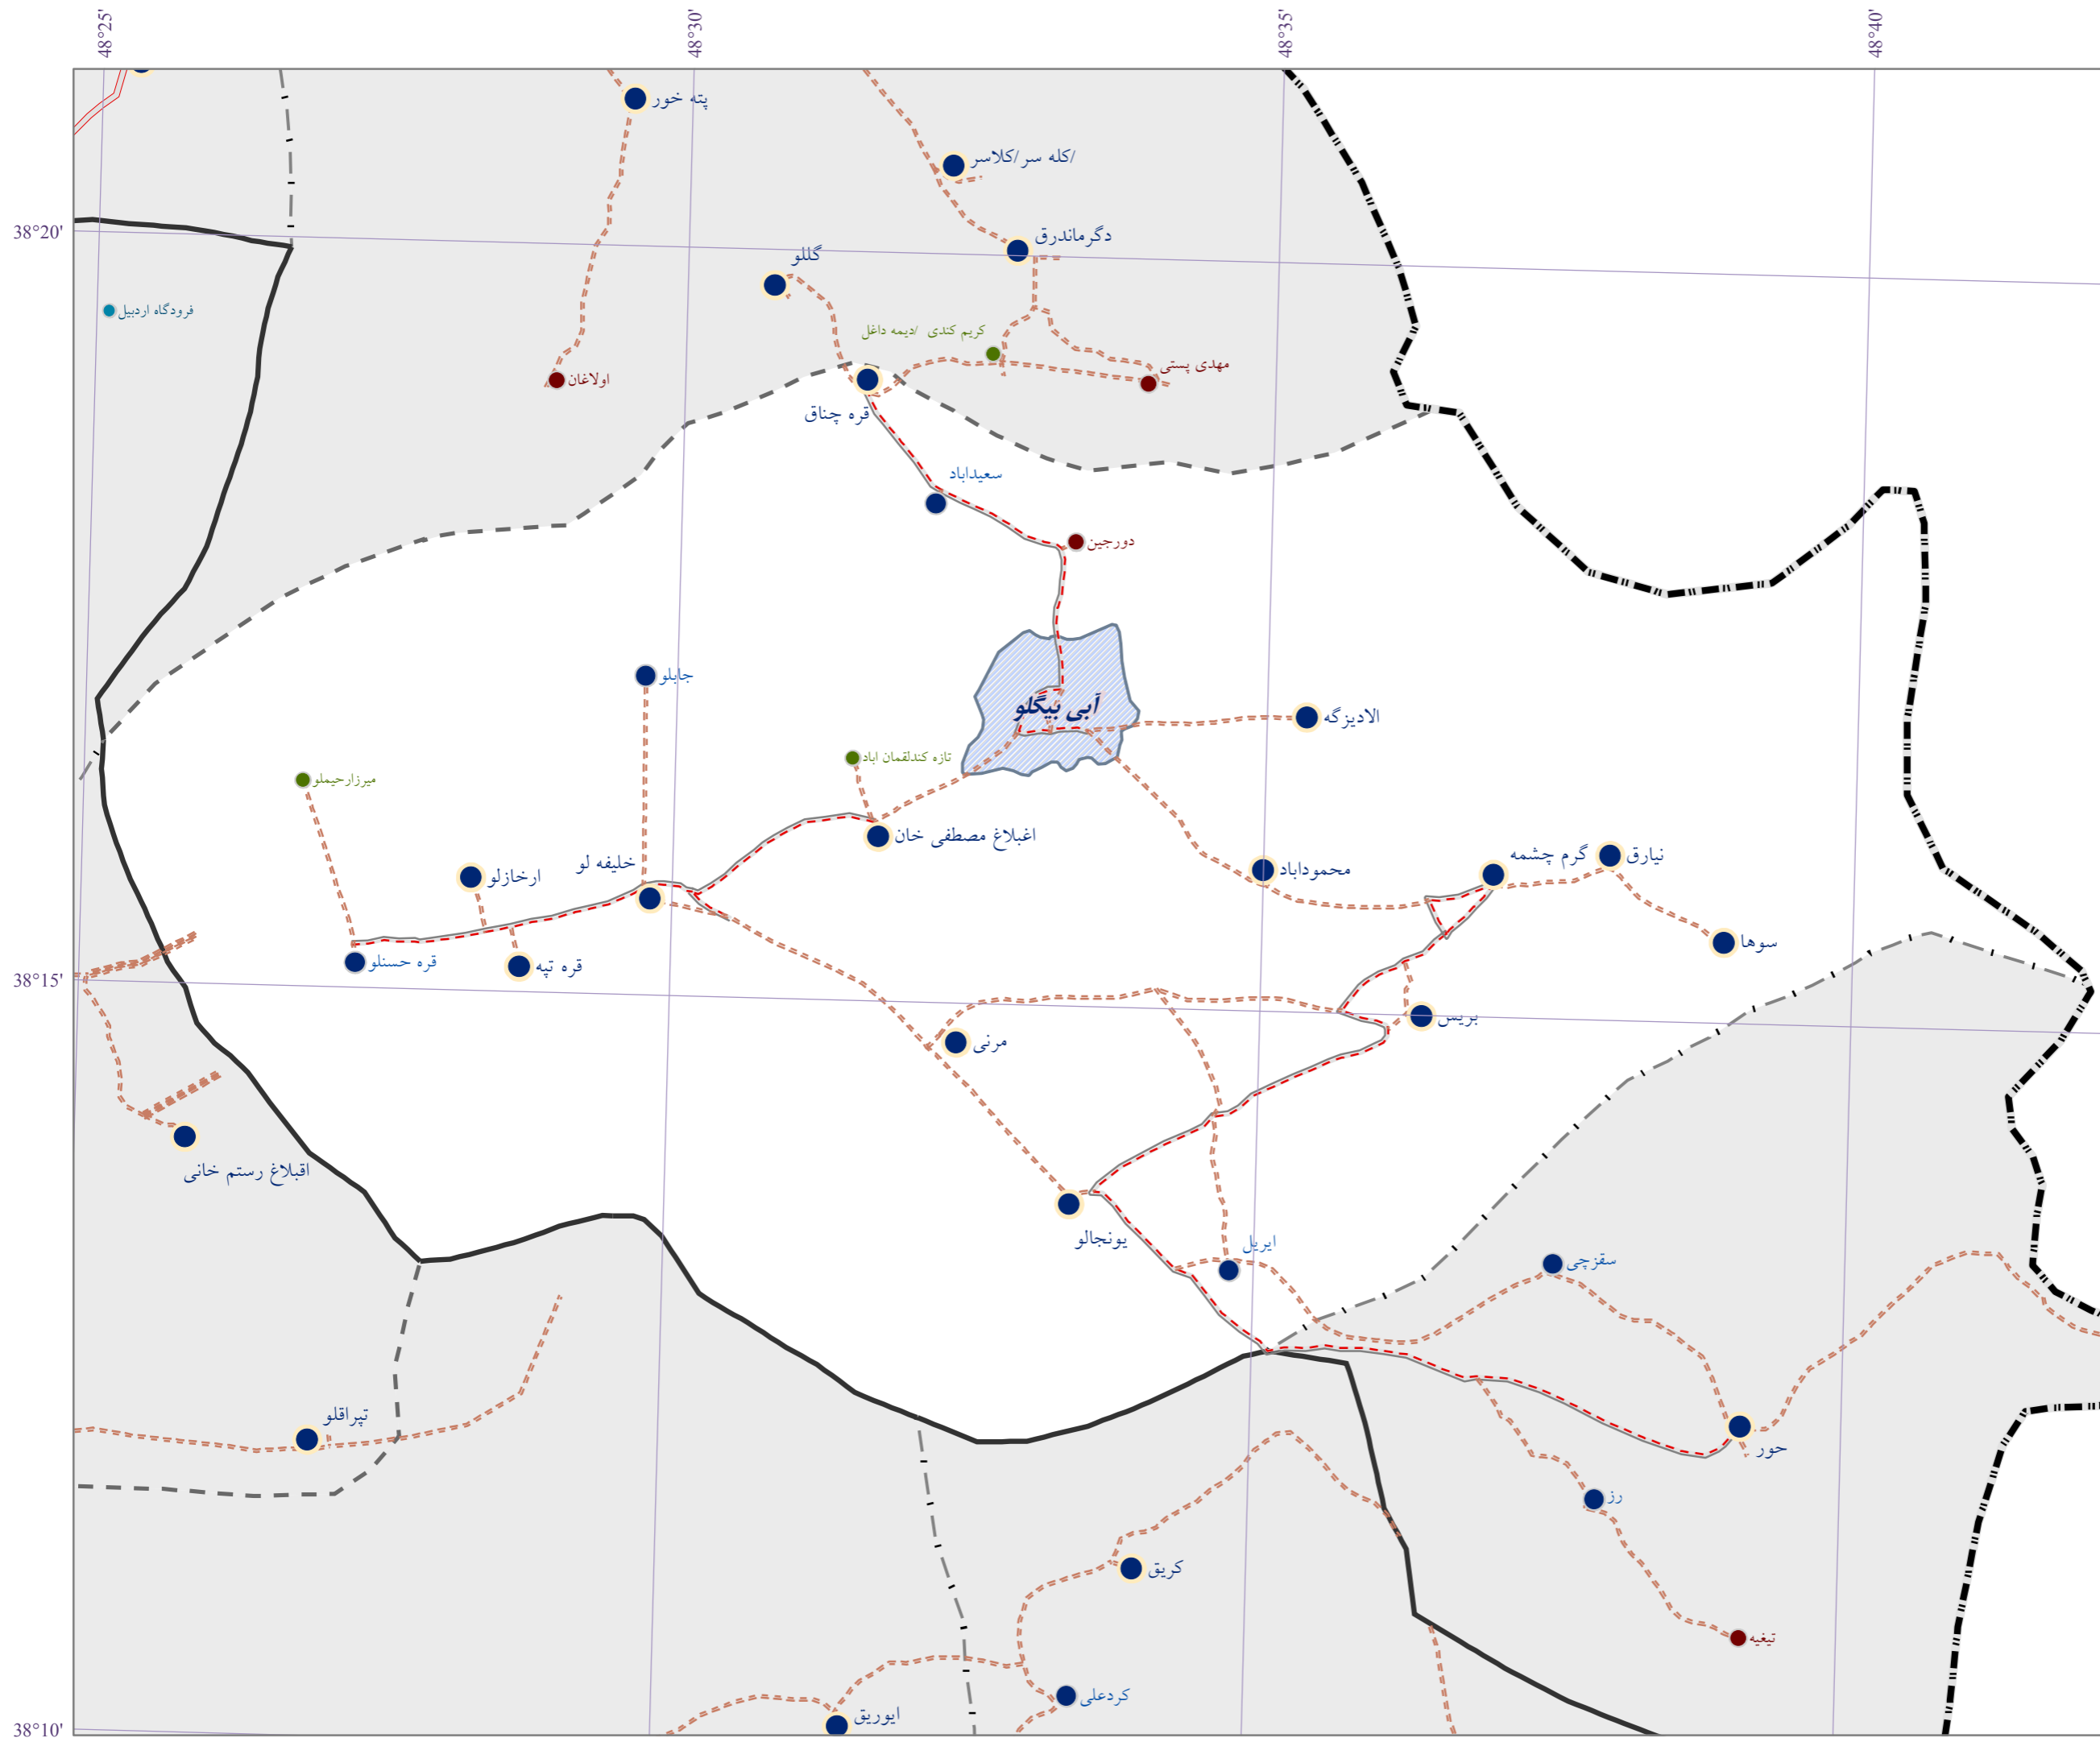 48°25'
48°30'
48°35'
48°40'
پته خور
کله سر/کلاسر/
38°20'
دگرماندرق
گللو
فرودگاه اردبیل
کریم کندی /دیمه داغل
مهدی پستی
اولاغان
قره چناق
سعیداباد
دورجین
جابلو
آبی بیگلو
الادیزگه
تازه کندلقمان اباد
میرزارحیملو
اغبلاغ مصطفی خان
خلیفه لو
گرم چشمه
نیارق
محموداباد
ارخازلو
سوها
قره حسنلو
قره تپه
38°15'
بریس
مرنی
اقبلاغ رستم خانی
یونجالو
ایریل
سقزچی
تپراقلو
حور
رز
کریق
تیغیه
کردعلی
ایوریق
38°10'